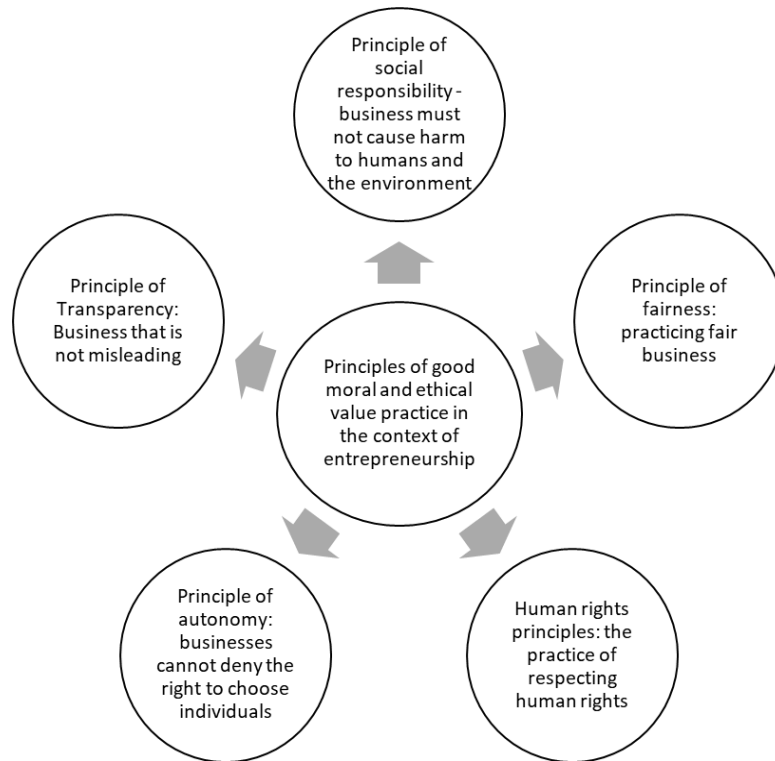 Principle of
social
responsibility -
business must
not cause harm
to humans and
the environment
Principle of
Transparency:
Business that is
not misleading
Principle of
fairness:
practicing fair
business
Principles of good
moral and ethical
value practice in
the context of
entrepreneurship
Principle of
autonomy:
businesses
cannot deny the
right to choose
individuals
Human rights
principles: the
practice of
respecting
human rights